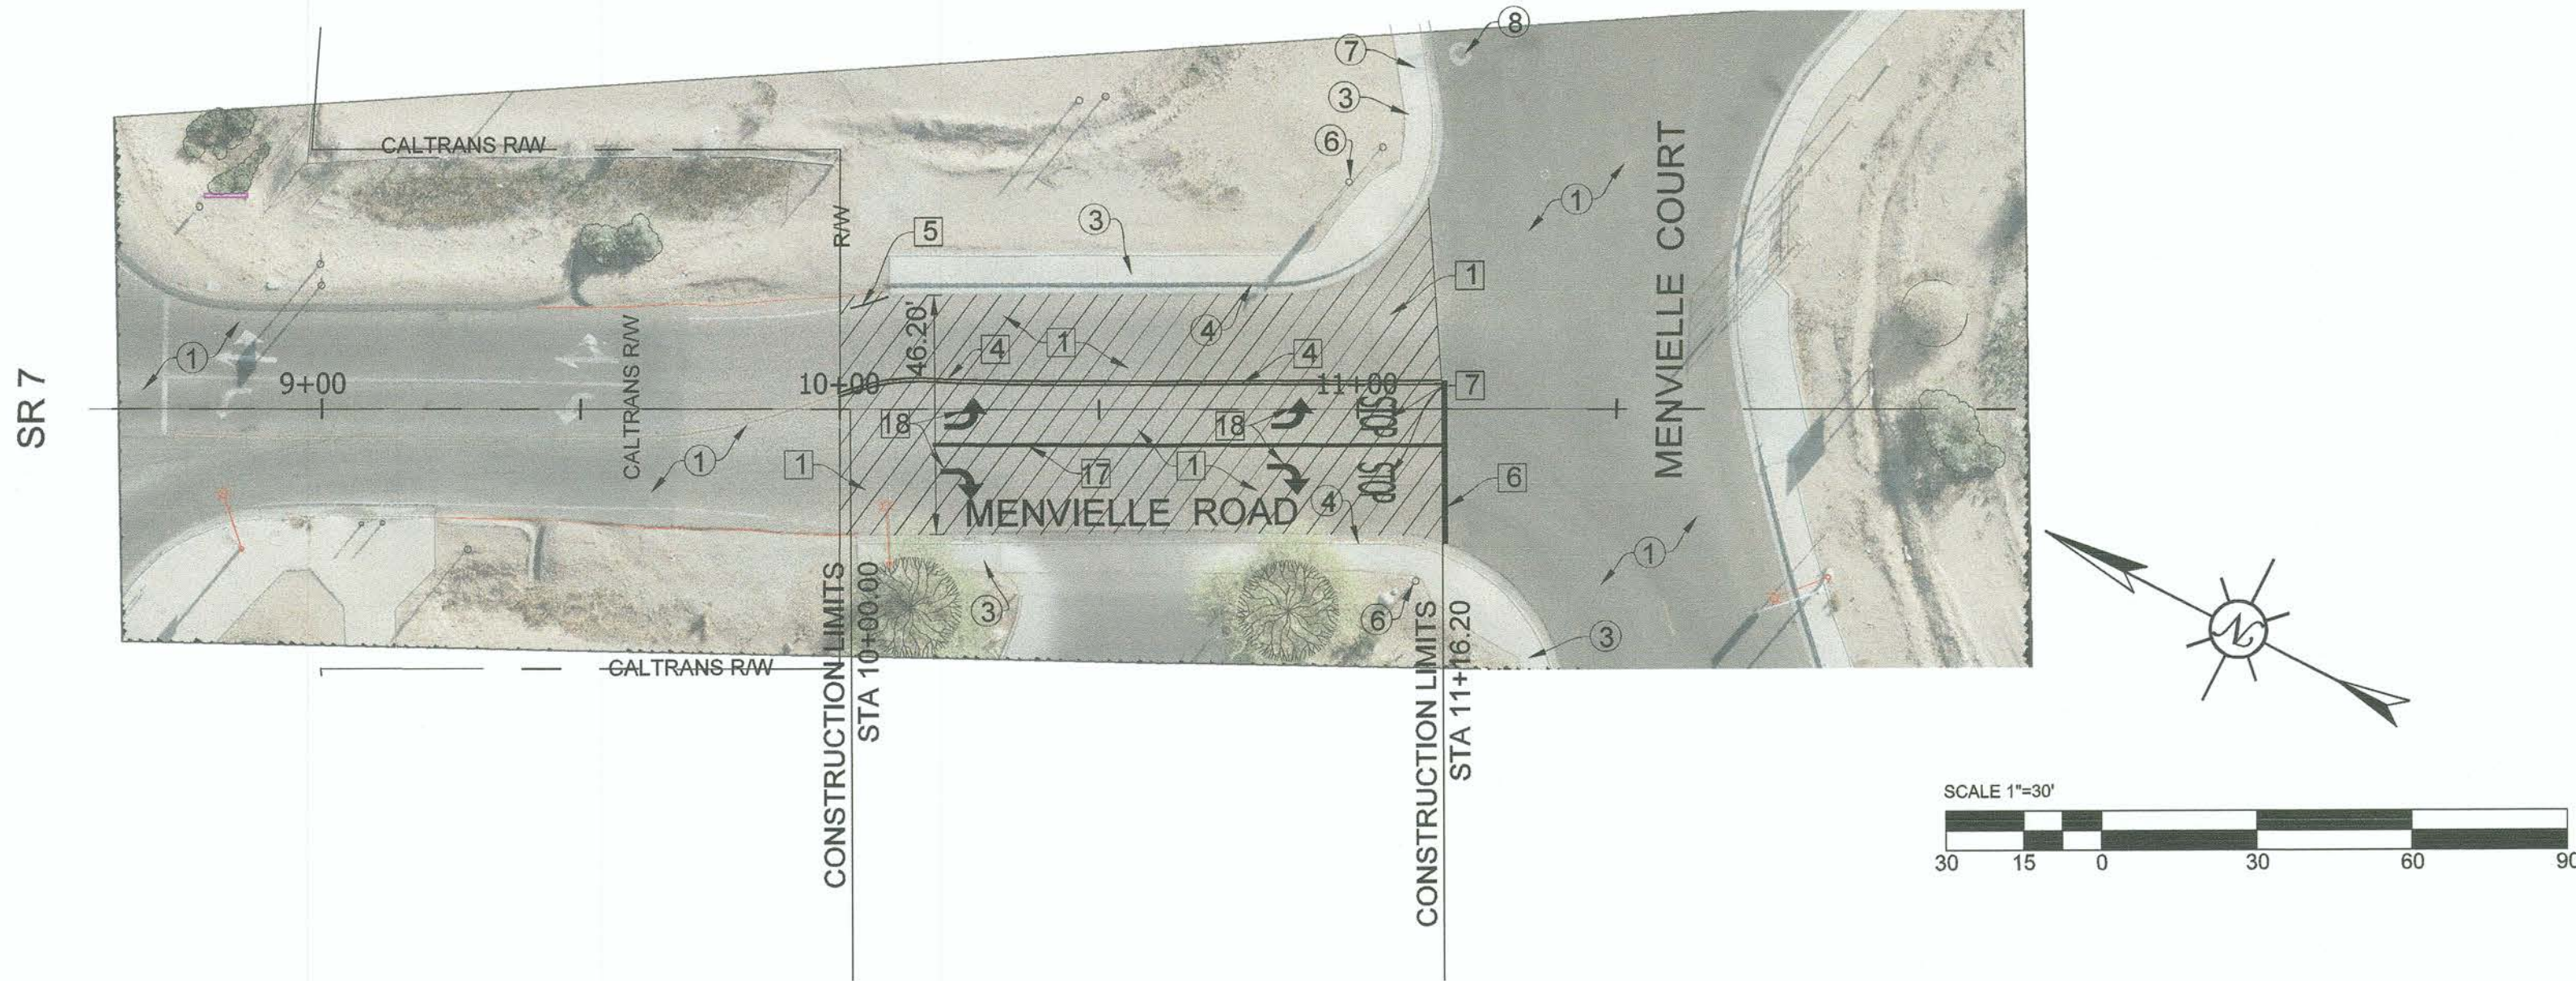 8
7
3
6
CALTRANS R/W
R/W
3
5
1
1
1
4
46.20'
4
1
4
CALTRANS R/W
SR 7
9+00
10+00
11+00
7
MENVIELLE COURT
18
18
STOP
1
1
17
1
STOP
6
MENVIELLE ROAD
4
1
3
6
3
CALTRANS R/W
CONSTRUCTION LIMITS
STA 10+00.00
CONSTRUCTION LIMITS
STA 11+16.20
N
SCALE 1"=30'
30 15 0 30 60 90